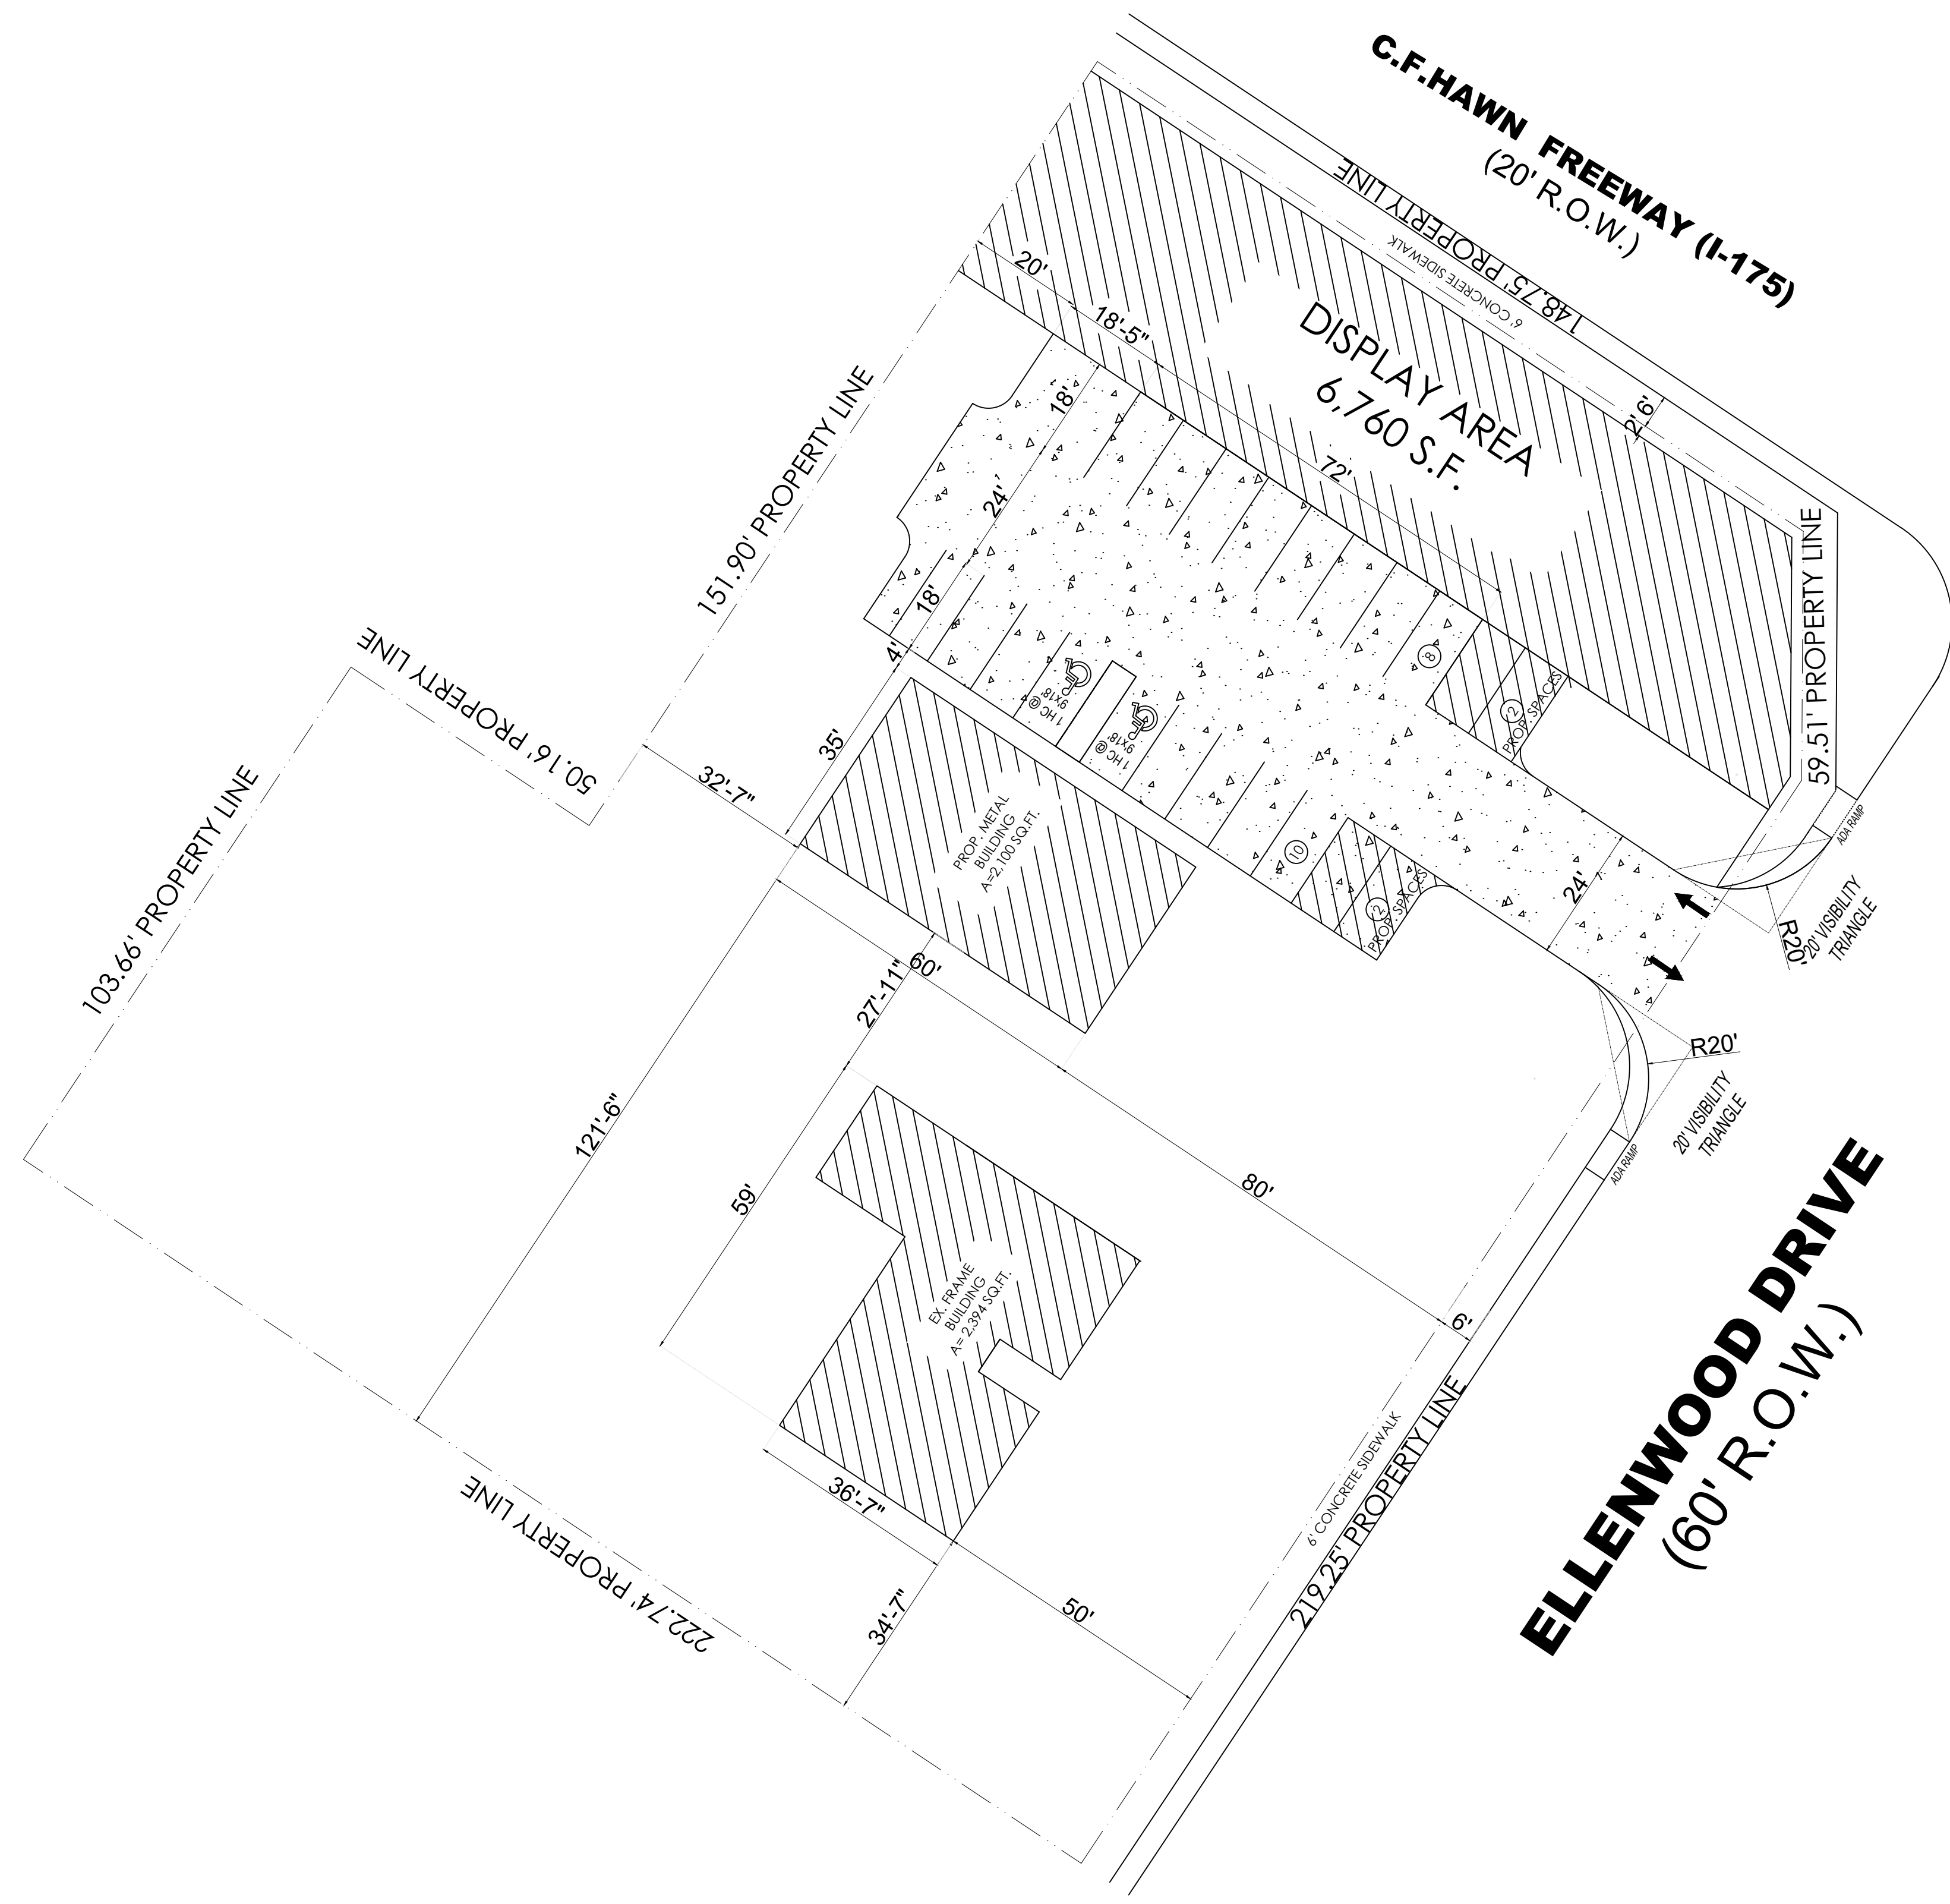 C.F.HAWN FREEWAY (I-175)
(20' R.O.W.)
148.75' PROPERTY LINE
6' CONCRETE SIDEWALK
DISPLAY AREA
6,760 S.F.
2'6'
20'
18'-5"
72'
18'
24'
18'
4'
35'
151.90' PROPERTY LINE
59.51' PROPERTY LINE
50.16' PROPERTY LINE
103.66' PROPERTY LINE
32'-7"
1 HC @
9x18'
1 HC @
9x18'
8
2
PROP. SPACES
10
2
PROP. SPACES
24'
ADA RAMP
R20'
20' VISIBILITY
TRIANGLE
R20'
20' VISIBILITY
TRIANGLE
ADA RAMP
PROP. METAL
BUILDING
A=2,100 SQ.FT.
60'
27'-11"
121'-6"
59'
80'
6'
EX. FRAME
BUILDING
A= 2,394 SQ.FT.
36'-7"
34'-7"
50'
6' CONCRETE SIDEWALK
219.25' PROPERTY LINE
222.74' PROPERTY LINE
ELLENWOOD DRIVE
(60' R.O.W.)